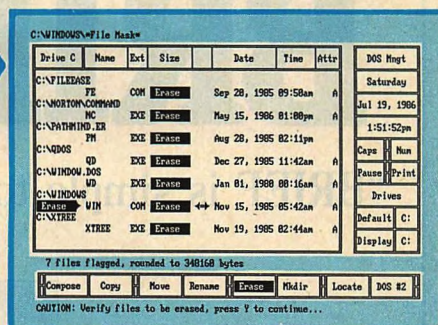 C:\WINDOWS\*File Mask*
Drive C Name Ext Size Date Time Attr
C:\FILEEASE
FE COM Erase Sep 28, 1985 09:58am A
C:\NORTON\COMMAND
NC EXE Erase May 15, 1986 01:00pm A
C:\PATHMIND.ER
PM EXE Erase Aug 28, 1985 02:11pm A
C:\QDOS
QD EXE Erase Dec 27, 1985 11:42am A
C:\WINDOW.DOS
WD EXE Erase Jan 01, 1980 00:16am A
C:\WINDOWS
Erase WIN COM Erase ↔ Nov 15, 1985 05:42am A
C:\XTREE
XTREE EXE Erase Nov 19, 1985 02:44am A
7 files flagged, rounded to 348160 bytes
DOS Mngt
Saturday
Jul 19, 1986
1:51:52pm
Caps Num
Pause Print
Drives
Default C:
Display C:
Compose Copy Move Rename Erase Mkdir Locate DOS #2
CAUTION: Verify files to be erased, press Y to continue...